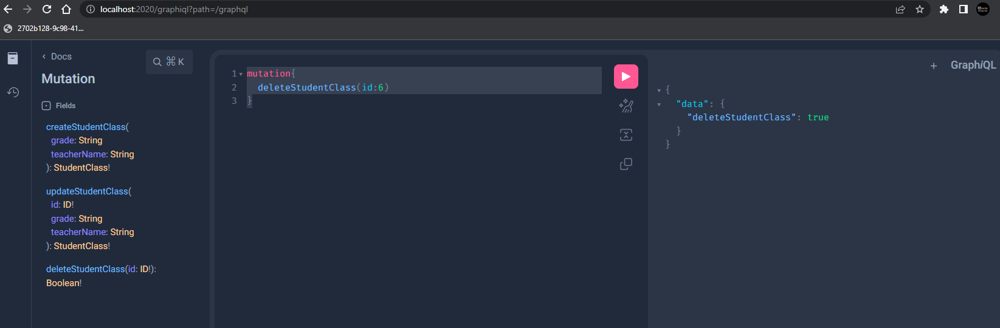 localhost:2020/graphiql?path=/graphql
2702b128-9c98-41...
Docs
⌘ K
Mutation
Fields
createStudentClass(
grade: String
teacherName: String
): StudentClass!
updateStudentClass(
id: ID!
grade: String
teacherName: String
): StudentClass!
deleteStudentClass(id: ID!):
Boolean!
1 mutation{
2 deleteStudentClass(id:6)
3 }
+ GraphiQL
{
"data": {
"deleteStudentClass": true
}
}